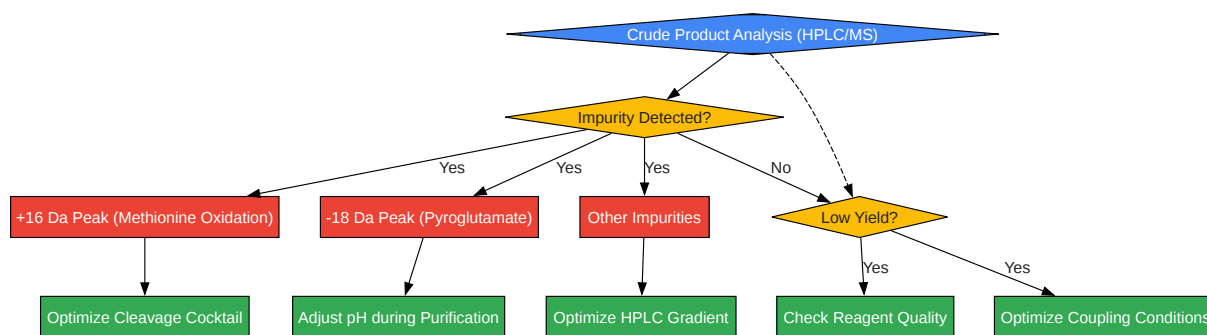 Crude Product Analysis (HPLC/MS)
Impurity Detected?
Yes
Yes
Yes
No
+16 Da Peak (Methionine Oxidation)
-18 Da Peak (Pyroglutamate)
Other Impurities
Low Yield?
Yes
Yes
Optimize Cleavage Cocktail
Adjust pH during Purification
Optimize HPLC Gradient
Check Reagent Quality
Optimize Coupling Conditions